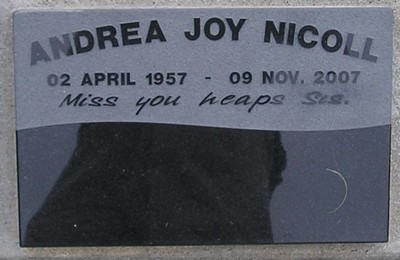 ANDREA JOY NICOLL
02 APRIL 1957 - 09 NOV. 2007
Miss you heaps Sis.